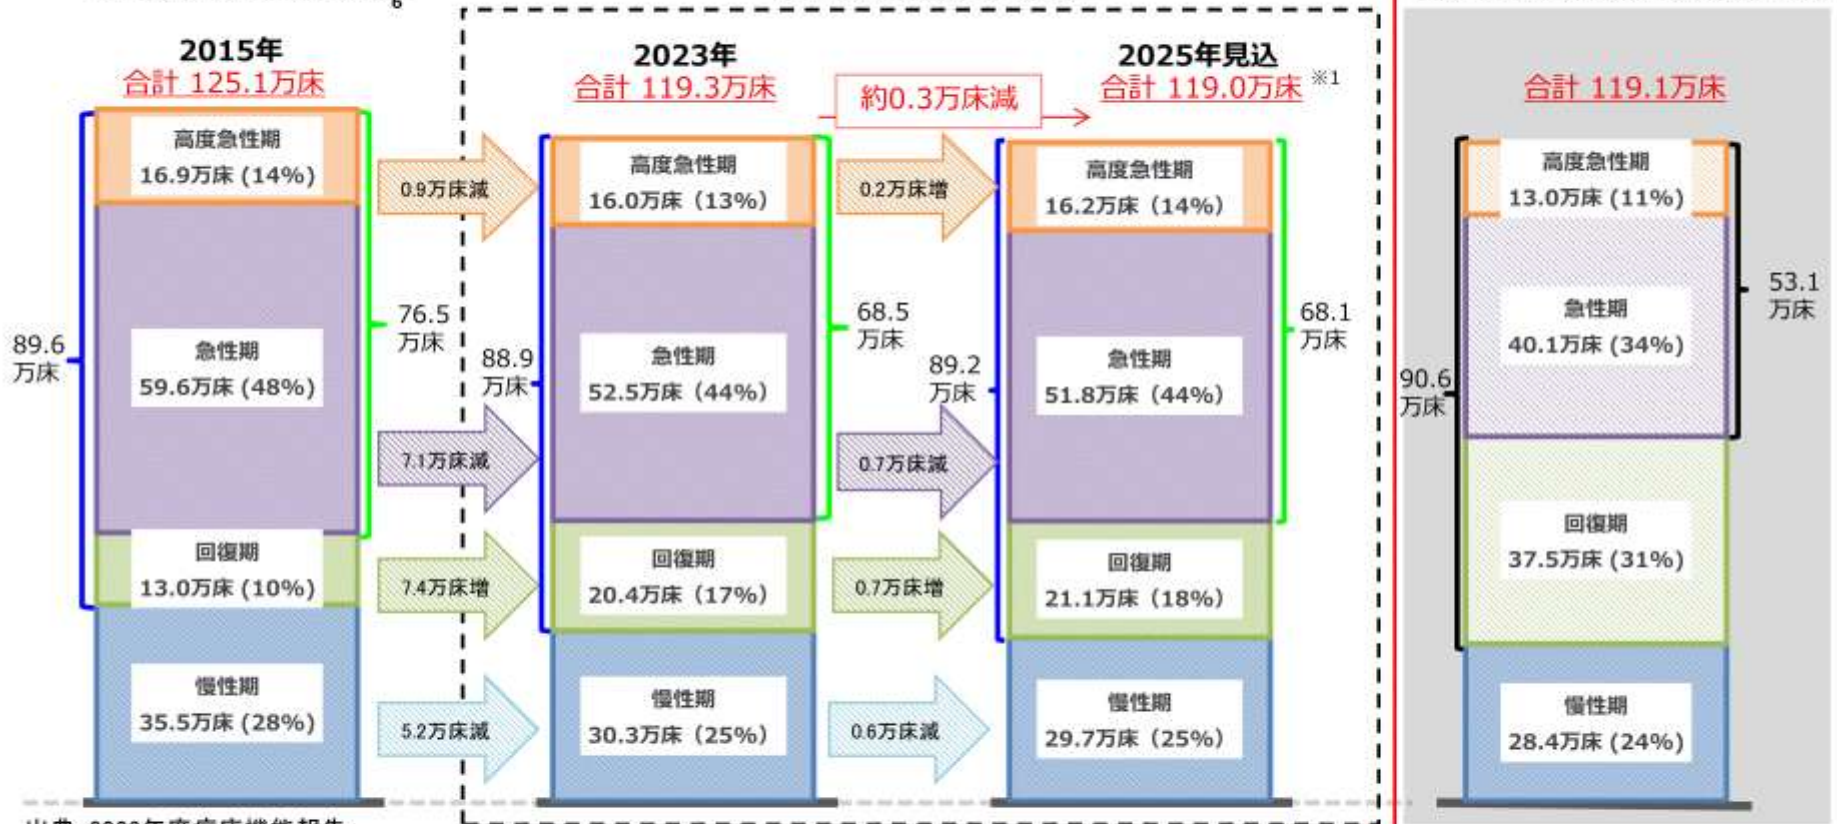 6
2015年
合計 125.1万床
高度急性期
16.9万床 (14%)
急性期
59.6万床 (48%)
回復期
13.0万床 (10%)
慢性期
35.5万床 (28%)
89.6
万床
76.5
万床
0.9万床減
7.1万床減
7.4万床増
5.2万床減
2023年
合計 119.3万床
高度急性期
16.0万床（13%）
急性期
52.5万床（44%）
回復期
20.4万床（17%）
慢性期
30.3万床（25%）
88.9
万床
68.5
万床
約0.3万床減
0.2万床増
0.7万床減
0.7万床増
0.6万床減
2025年見込
合計 119.0万床 ※1
高度急性期
16.2万床（14%）
急性期
51.8万床（44%）
回復期
21.1万床（18%）
慢性期
29.7万床（25%）
89.2
万床
68.1
万床
合計 119.1万床
高度急性期
13.0万床 (11%)
急性期
40.1万床 (34%)
回復期
37.5万床 (31%)
慢性期
28.4万床 (24%)
90.6
万床
53.1
万床